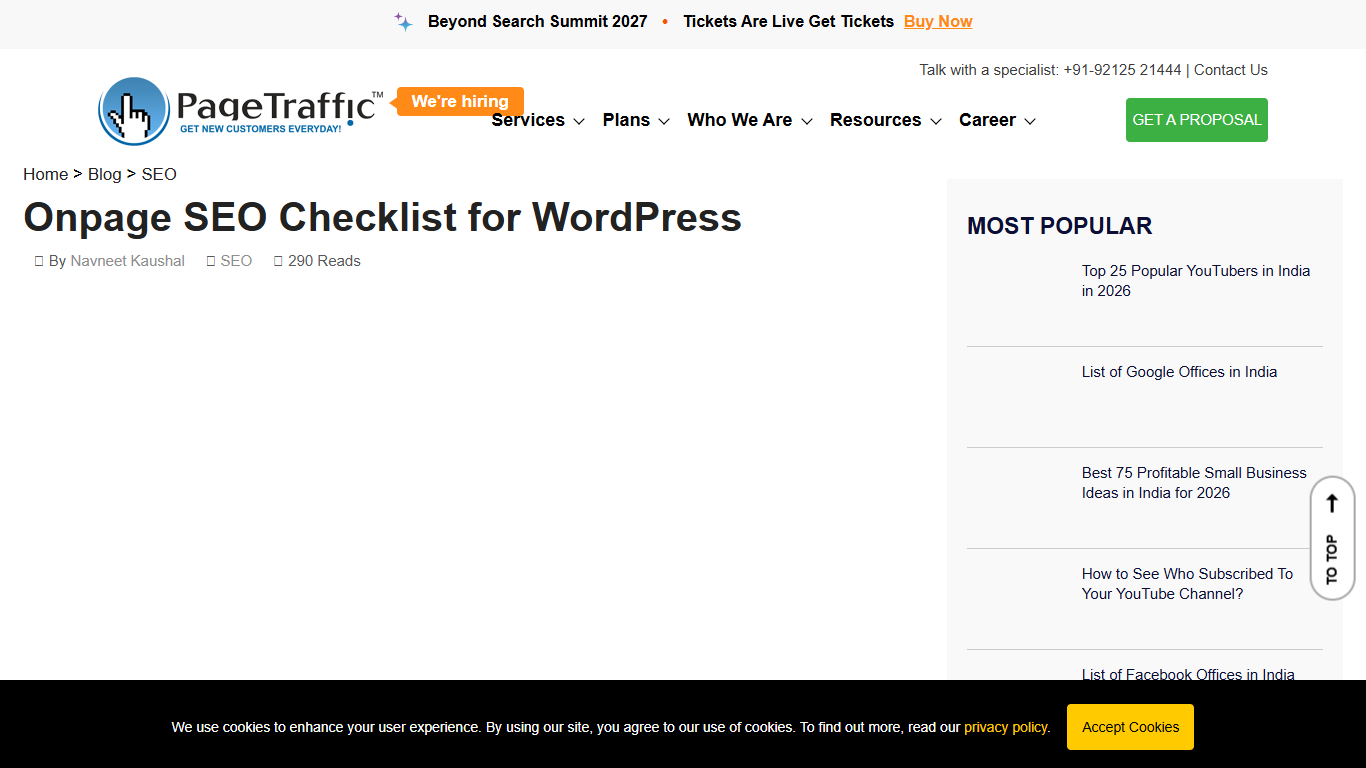 Beyond Search Summit 2027 • Tickets Are Live Get Tickets Buy Now
Talk with a specialist: +91-92125 21444 | Contact Us
PageTraffic™
GET NEW CUSTOMERS EVERYDAY!
We're hiring
Services Plans Who We Are Resources Career
GET A PROPOSAL
Home > Blog > SEO
Onpage SEO Checklist for WordPress
By Navneet Kaushal SEO 290 Reads
MOST POPULAR
Top 25 Popular YouTubers in India
in 2026
List of Google Offices in India
Best 75 Profitable Small Business
Ideas in India for 2026
How to See Who Subscribed To
Your YouTube Channel?
List of Facebook Offices in India
TO TOP
We use cookies to enhance your user experience. By using our site, you agree to our use of cookies. To find out more, read our privacy policy.
Accept Cookies